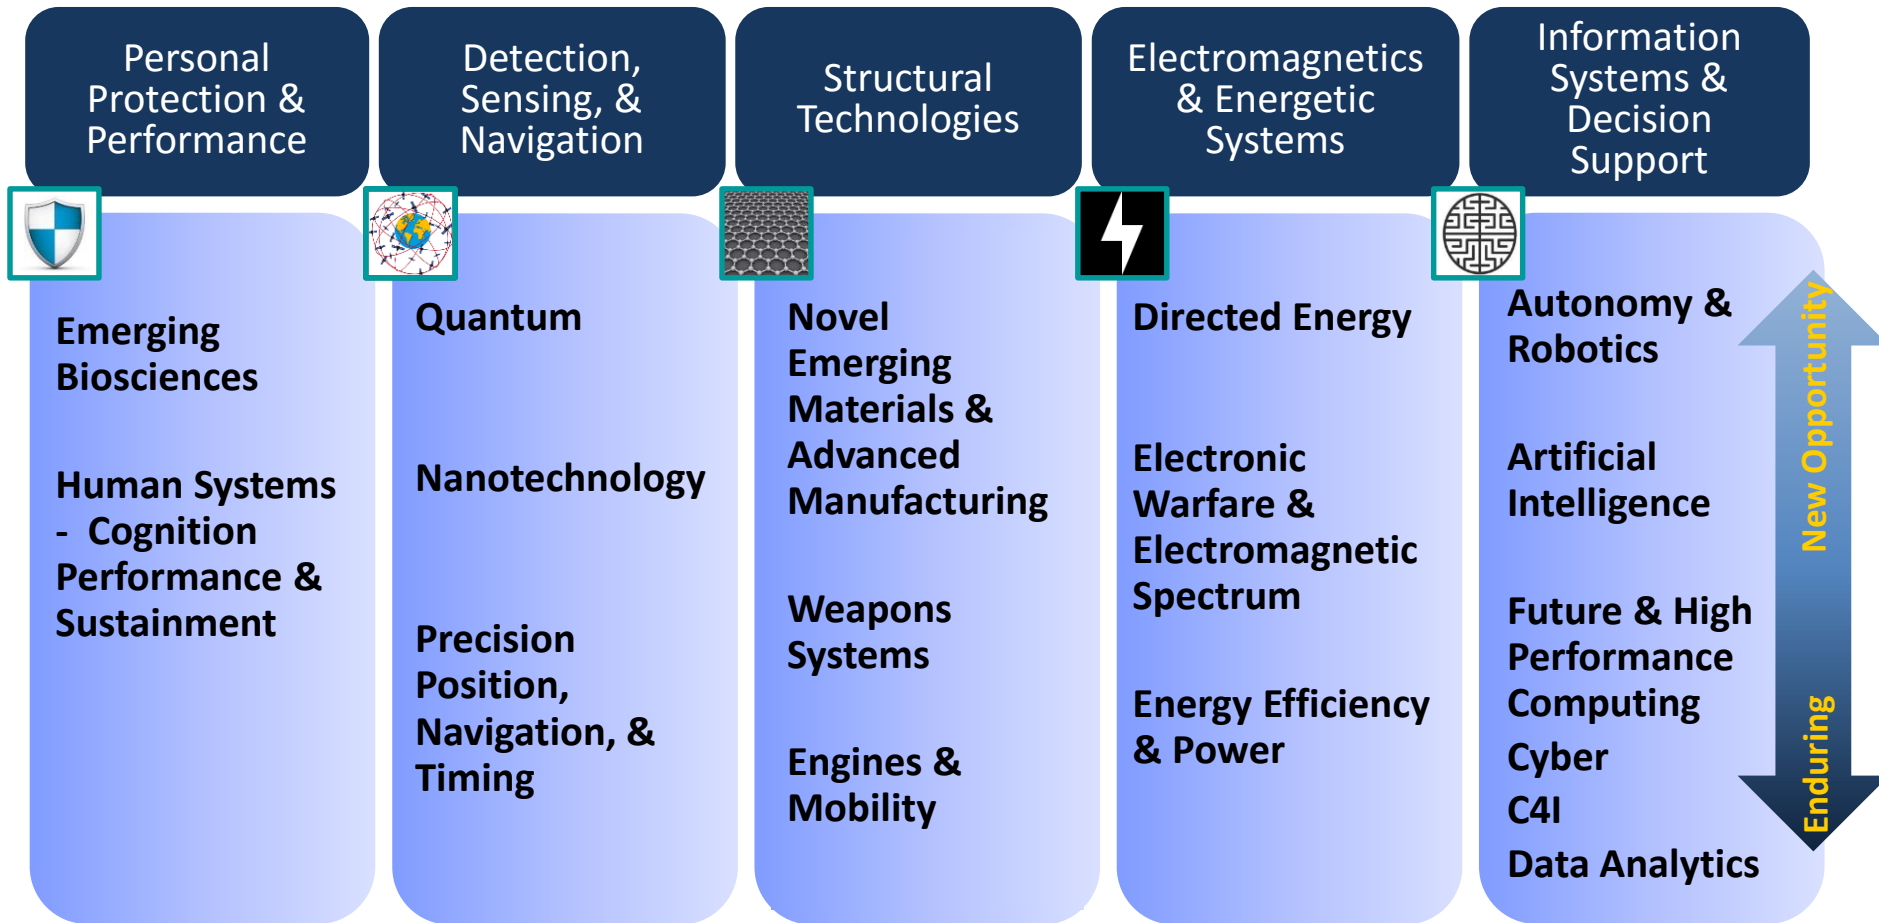 Personal
Protection &
Performance
Detection,
Sensing, &
Navigation
Structural
Technologies
Electromagnetics
& Energetic
Systems
Information
Systems &
Decision
Support
Emerging
Biosciences
Human Systems
- Cognition
Performance &
Sustainment
Quantum
Nanotechnology
Precision
Position,
Navigation, &
Timing
Novel
Emerging
Materials &
Advanced
Manufacturing
Weapons
Systems
Engines &
Mobility
Directed Energy
Electronic
Warfare &
Electromagnetic
Spectrum
Energy Efficiency
& Power
Autonomy &
Robotics
Artificial
Intelligence
Future & High
Performance
Computing
Cyber
C4I
Data Analytics
New Opportunity
Enduring